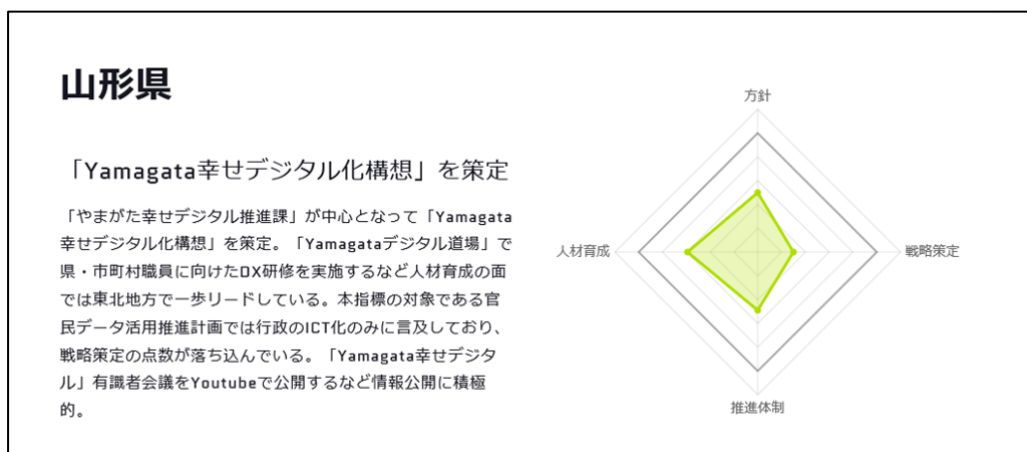 山形県
「Yamagata幸せデジタル化構想」を策定
「やまがた幸せデジタル推進課」が中心となって「Yamagata
幸せデジタル化構想」を策定。「Yamagataデジタル道場」で
県・市町村職員に向けたDX研修を実施するなど人材育成の面
では東北地方で一歩リードしている。本指標の対象である官
民データ活用推進計画では行政のICT化のみに言及しており、
戦略策定の点数が落ち込んでいる。「Yamagata幸せデジタ
ル」有識者会議をYoutubeで公開するなど情報公開に積極
的。
方針
人材育成
戦略策定
推進体制